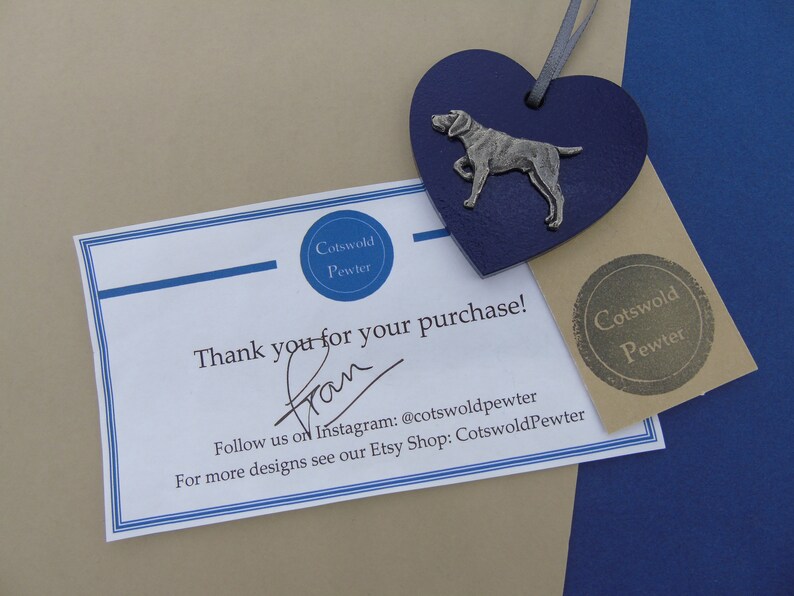 Cotswold
Pewter
Thank you for your purchase!
Fran
Follow us on Instagram: @cotswoldpewter
For more designs see our Etsy Shop: CotswoldPewter
Cotswold
Pewter